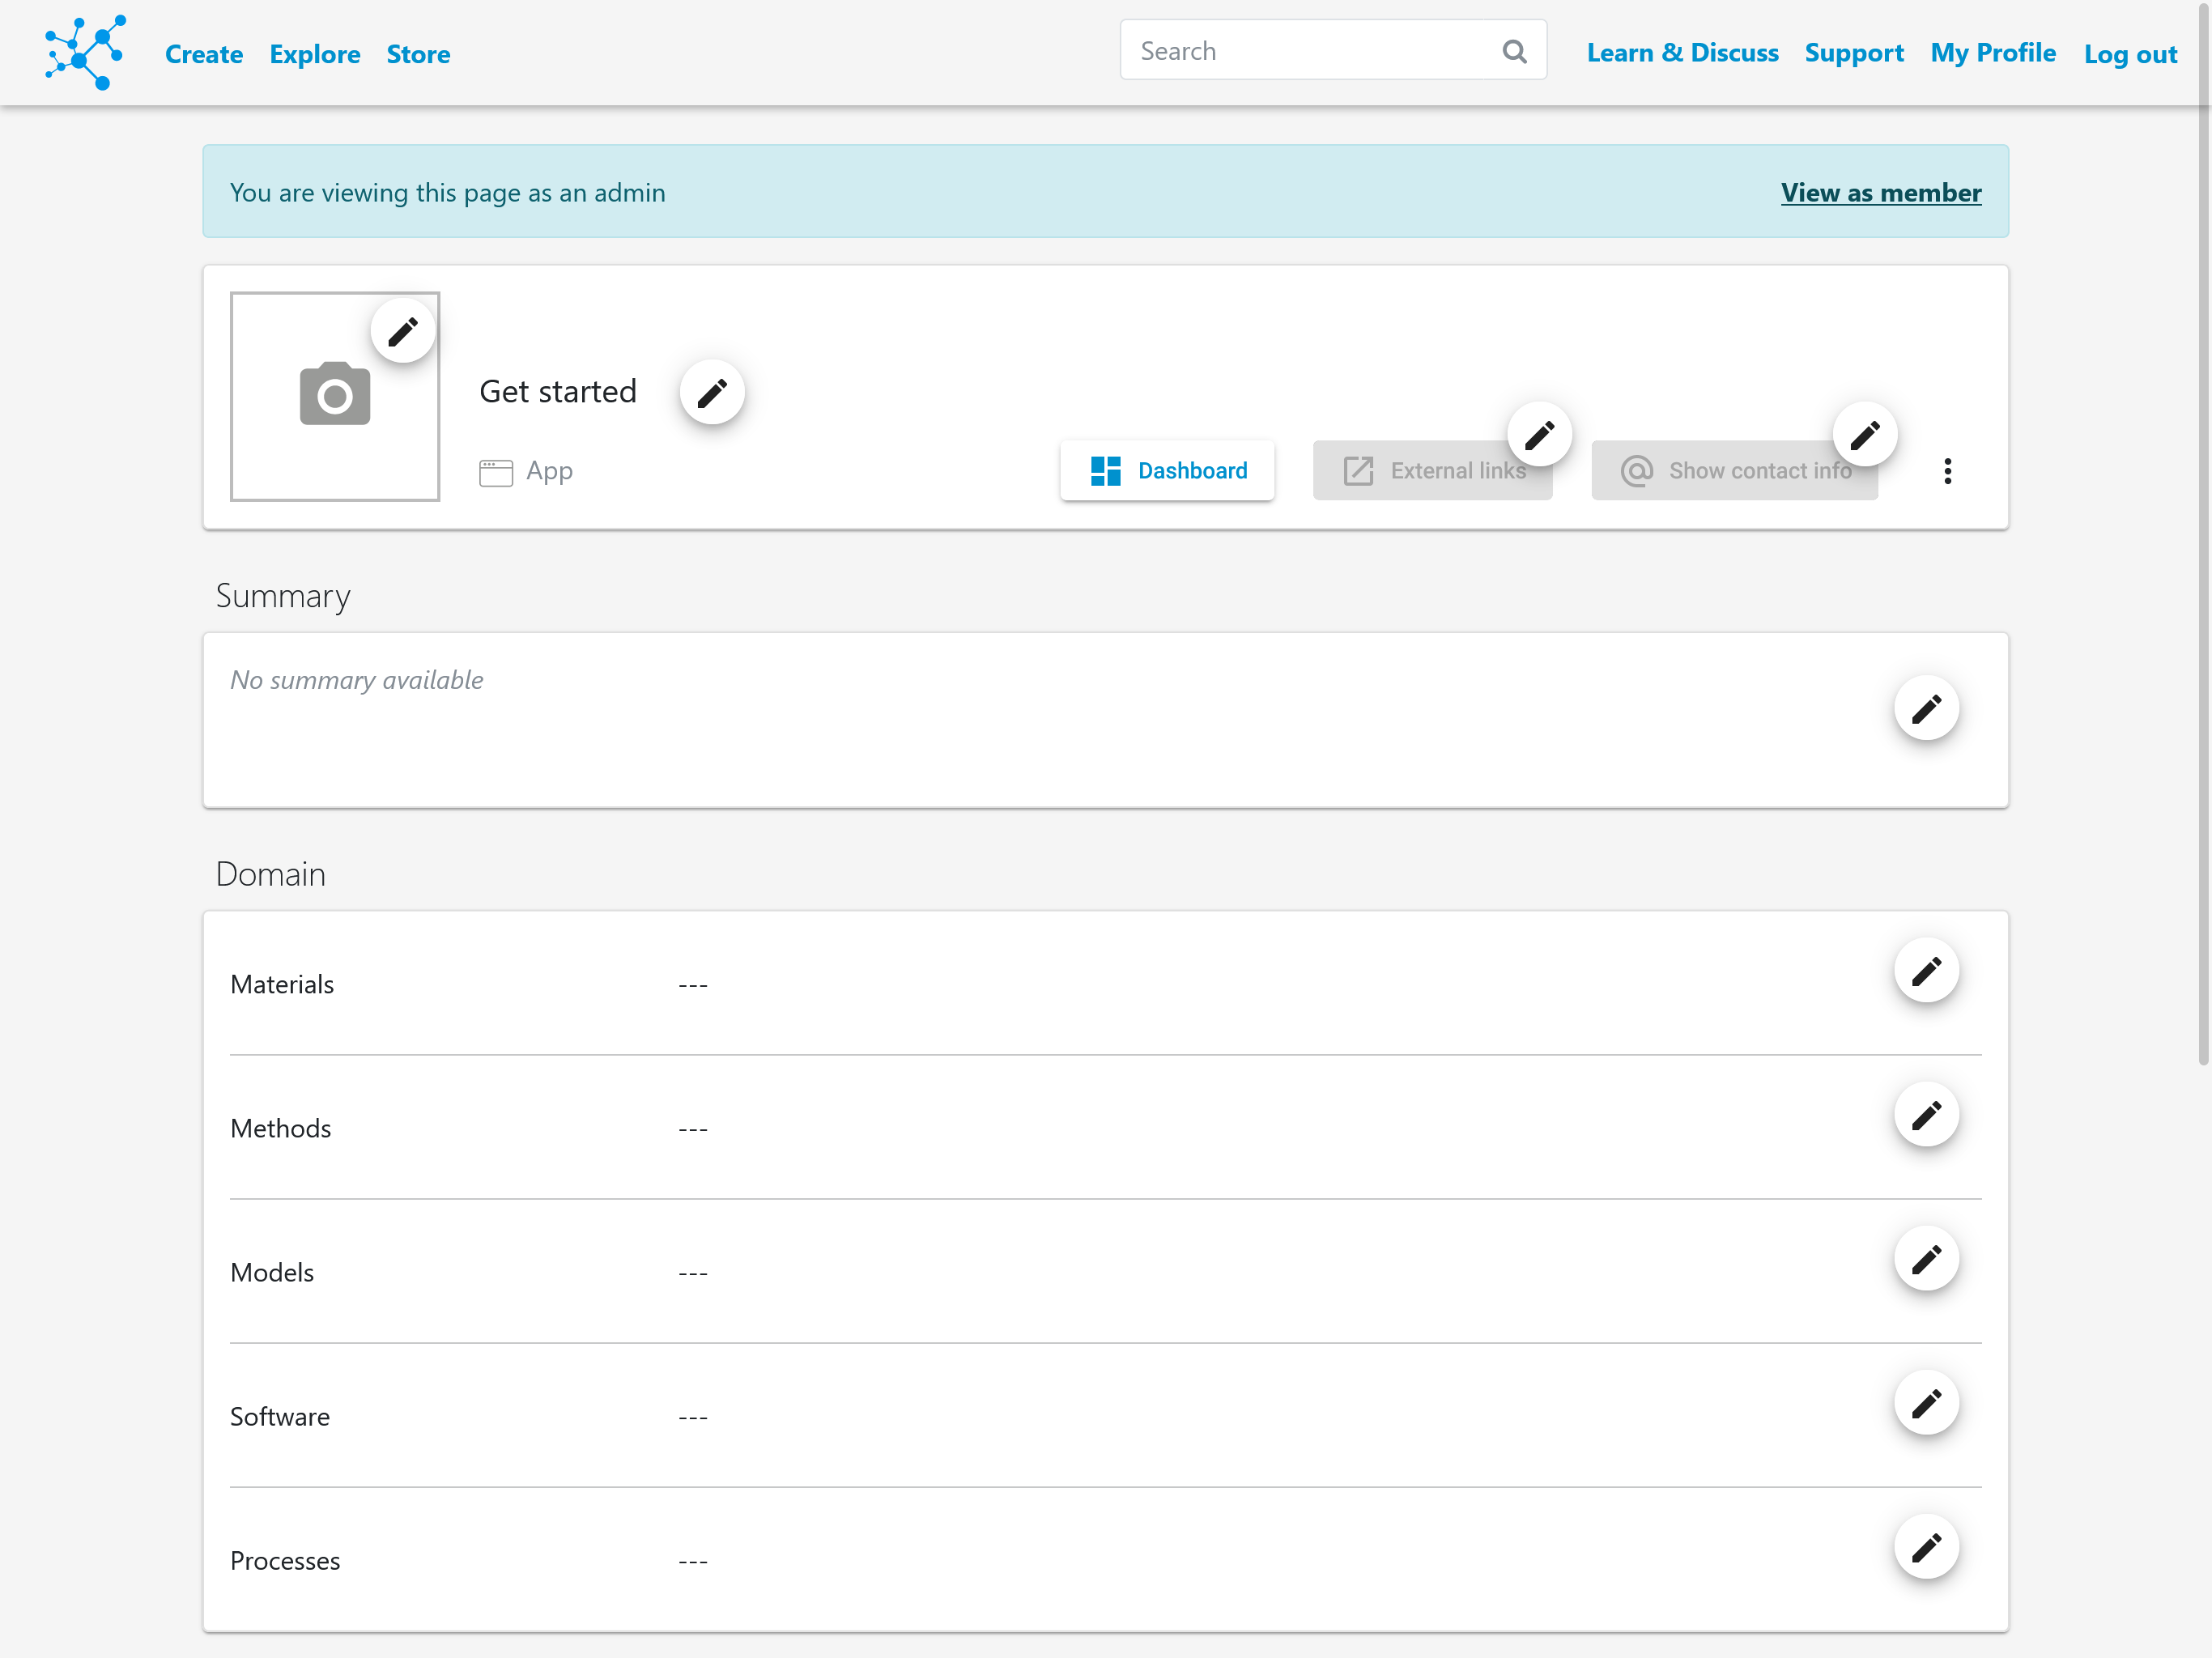 Create Explore Store Search Learn & Discuss Support My Profile Log out
You are viewing this page as an admin View as member
Get started
App Dashboard External links Show contact info
Summary
No summary available
Domain
Materials ---
Methods ---
Models ---
Software ---
Processes ---